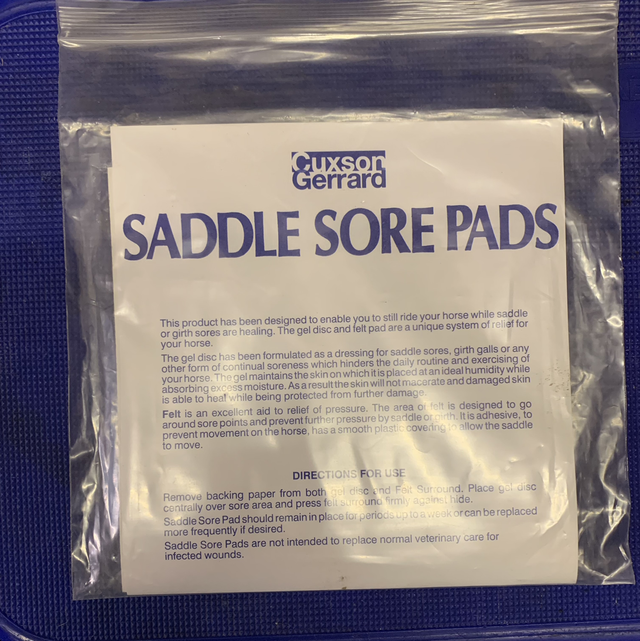 Cuxson
Gerrard
SADDLE SORE PADS
This product has been designed to enable you to still ride your horse while saddle
or girth sores are healing. The gel disc and felt pad are a unique system of relief for
your horse.
The gel disc has been formulated as a dressing for saddle sores, girth galls or any
other form of continual soreness which hinders the daily routine and exercising of
your horse. The gel maintains the skin on which it is placed at an ideal humidity while
absorbing excess moisture. As a result the skin will not macerate and damaged skin
is able to heal while being protected from further damage.
Felt is an excellent aid to relief of pressure. The area of felt is designed to go
around sore points and prevent further pressure by saddle or girth. It is adhesive, to
prevent movement on the horse, has a smooth plastic covering to allow the saddle
to move.
DIRECTIONS FOR USE
Remove backing paper from both gel disc and Felt Surround. Place gel disc
centrally over sore area and press felt surround firmly against hide.
Saddle Sore Pad should remain in place for periods up to a week or can be replaced
more frequently if desired.
Saddle Sore Pads are not intended to replace normal veterinary care for
infected wounds.